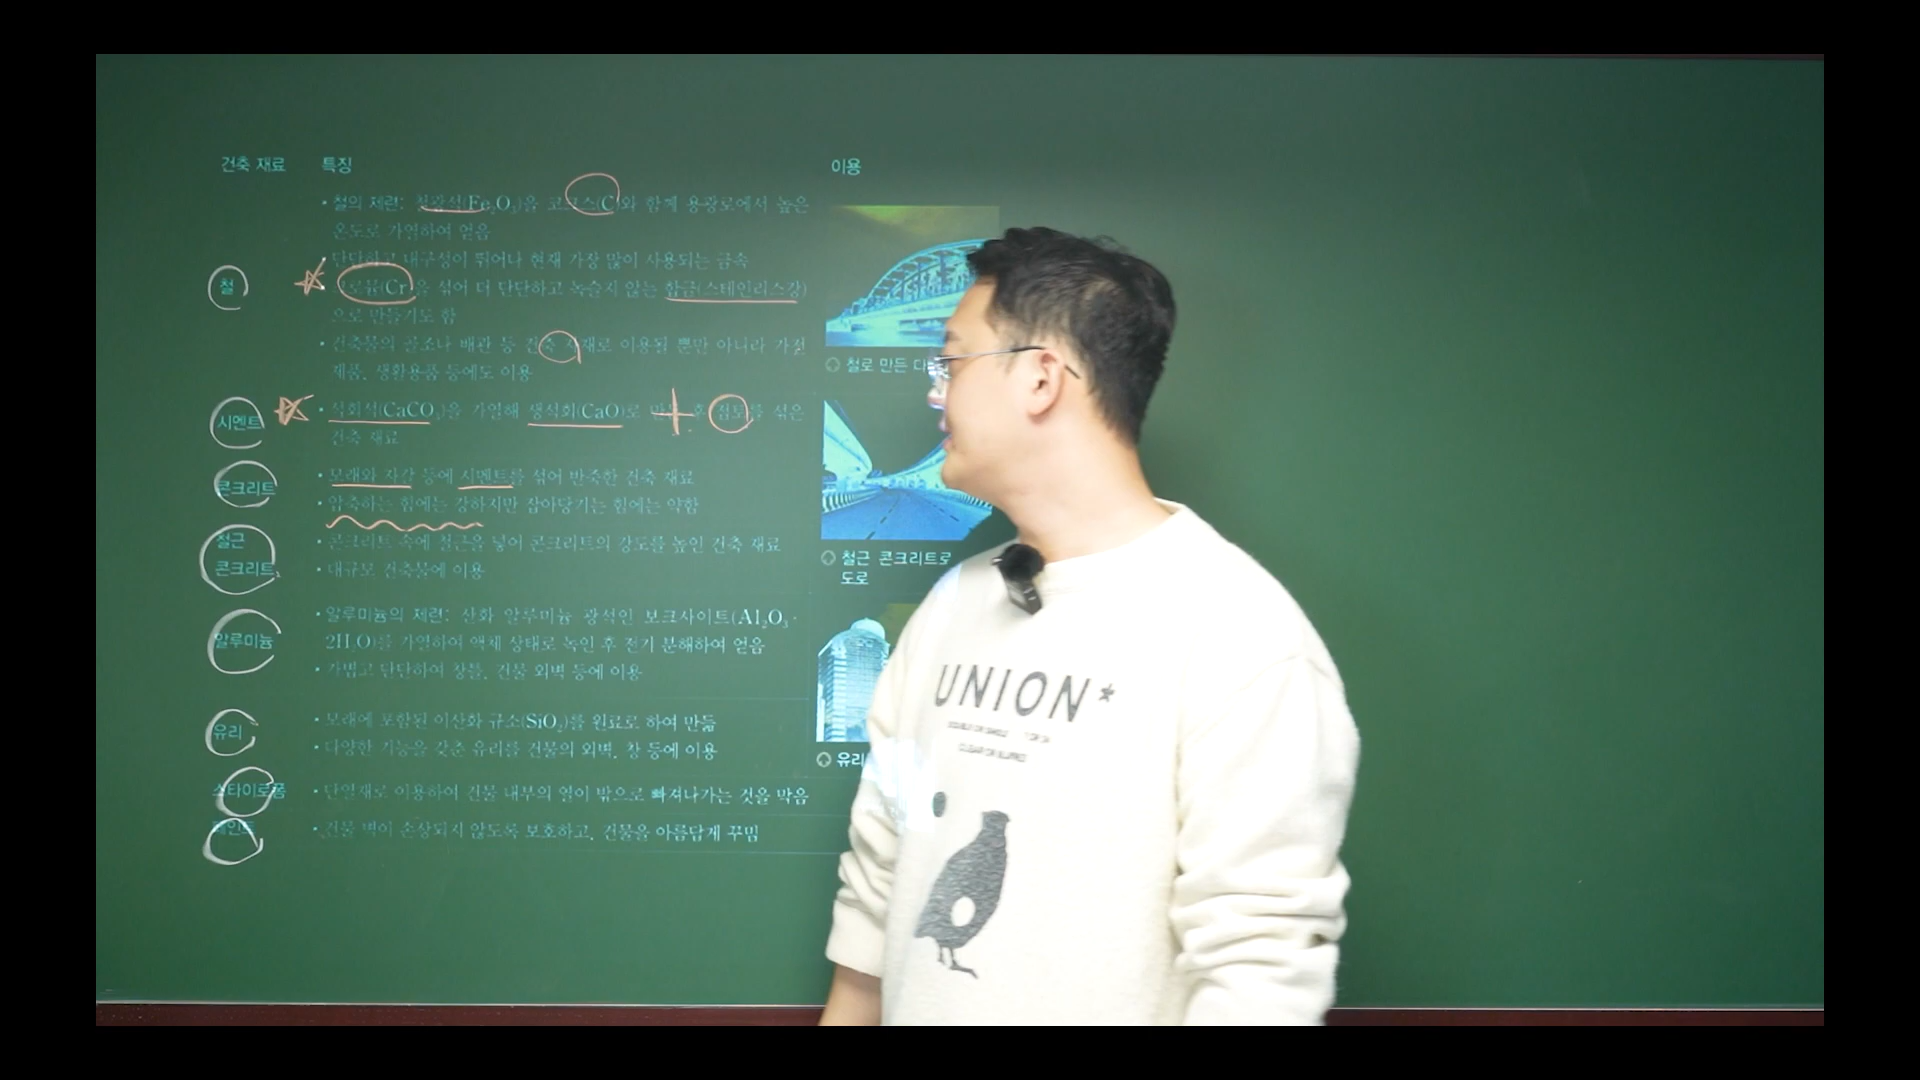 건축 재료 특징 이용
• 철의 제련: 철광석(Fe₂O₃)을 코크스(C)와 함께 용광로에서 높은
온도로 가열하여 얻음
• 단단하고 내구성이 뛰어나 현재 가장 많이 사용되는 금속
철
• 크로뮴(Cr)을 섞어 더 단단하고 녹슬지 않는 합금(스테인리스강)
으로 만들기도 함
• 건축물의 골조나 배관 등 건축 자재로 이용될 뿐만 아니라 가전
제품, 생활용품 등에도 이용
철로 만든
시멘트
• 석회석(CaCO₃)을 가열해 생석회(CaO)로 만든 후 점토를 섞은
건축 재료
콘크리트
• 모래와 자갈 등에 시멘트를 섞어 반죽한 건축 재료
• 압축하는 힘에는 강하지만 잡아당기는 힘에는 약함
철근
콘크리트
• 콘크리트 속에 철근을 넣어 콘크리트의 강도를 높인 건축 재료
• 대규모 건축물에 이용
철근 콘크리트로
도로
알루미늄
• 알루미늄의 제련: 산화 알루미늄 광석인 보크사이트(Al₂O₃·
2H₂O)를 가열하여 액체 상태로 녹인 후 전기 분해하여 얻음
• 가볍고 단단하여 창틀, 건물 외벽 등에 이용
유리
• 모래에 포함된 이산화 규소(SiO₂)를 원료로 하여 만듦
• 다양한 기능을 갖춘 유리를 건물의 외벽, 창 등에 이용
유리
스타이로폼
• 단열재로 이용하여 건물 내부의 열이 밖으로 빠져나가는 것을 막음
페인트
• 건물 벽이 손상되지 않도록 보호하고, 건물을 아름답게 꾸밈
UNION*